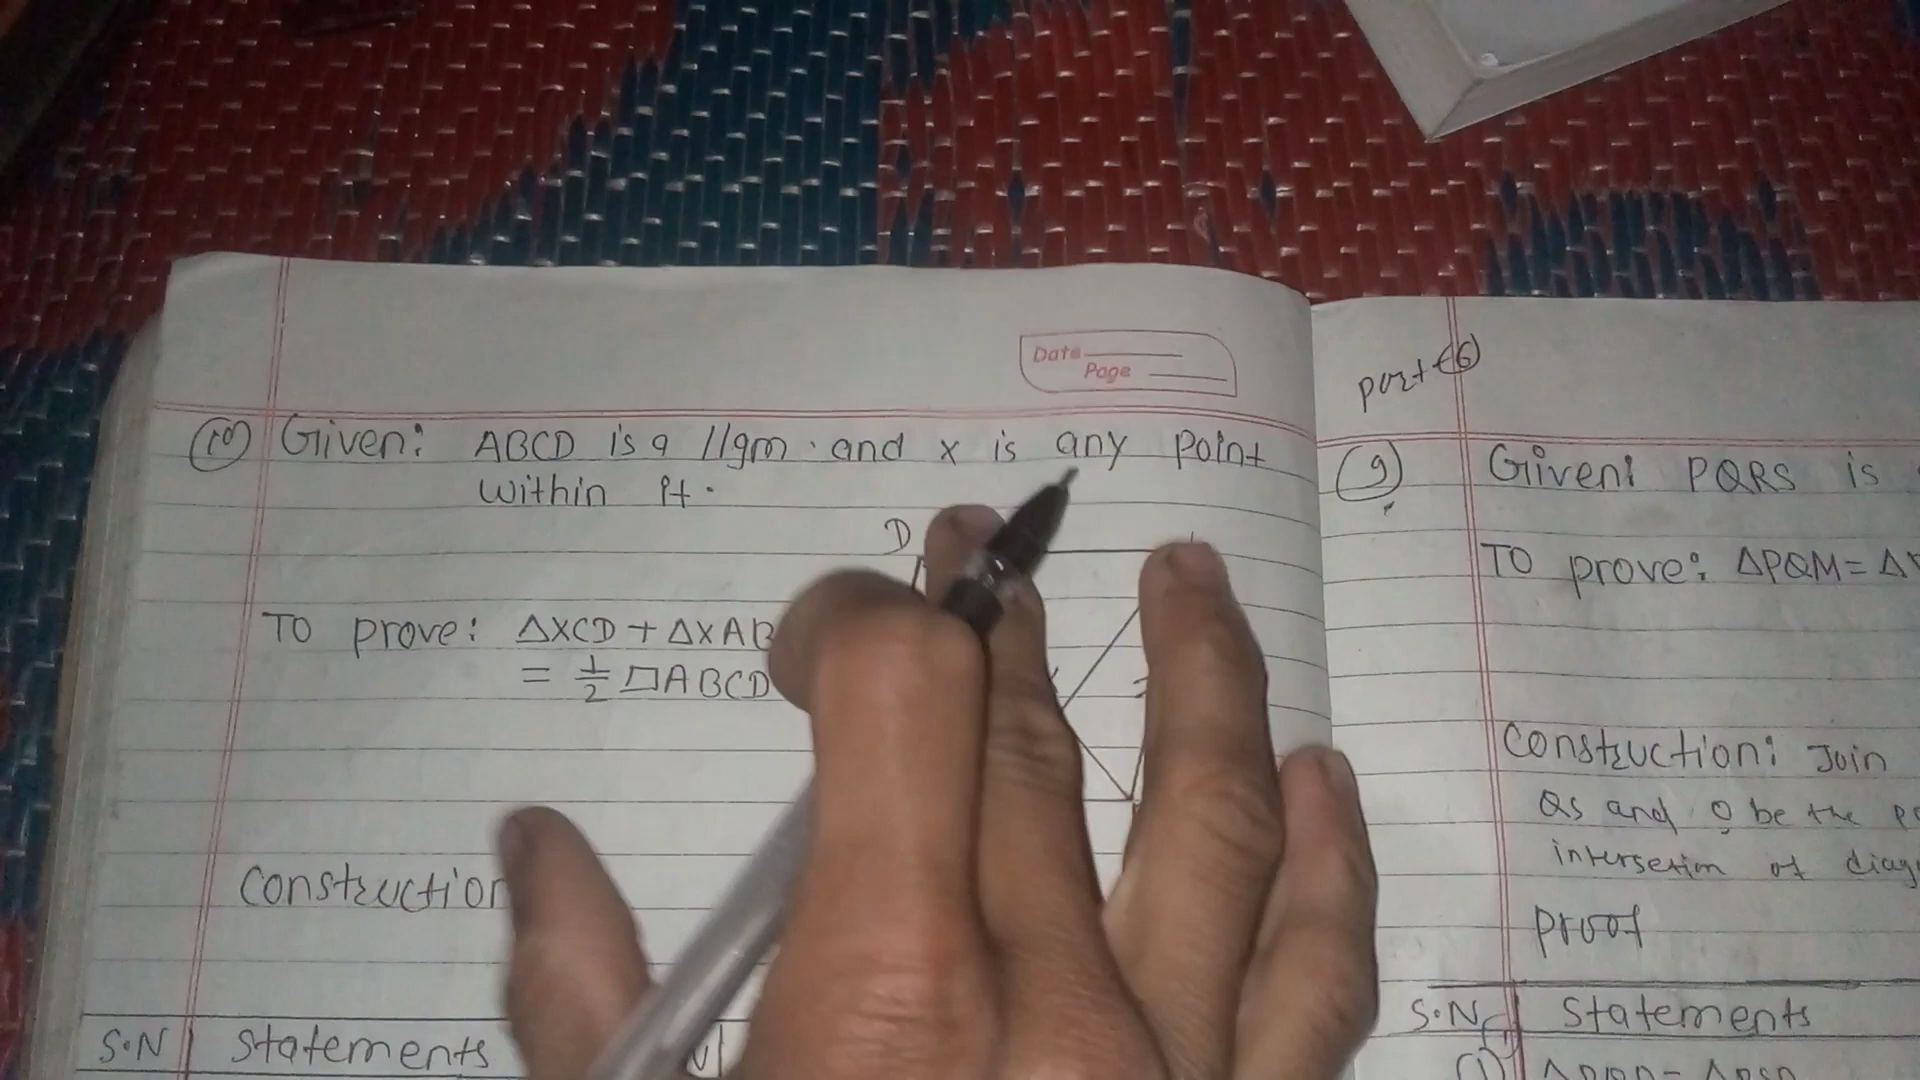 Date
Page
(10) Given: ABCD is a //gm. and x is any point
within it.
D
To prove: ΔXCD + ΔXAB
= 1/2 ▱ABCD
Construction
S.N Statements
part (6)
(9) Given: PQRS is
To prove: ΔPQM = Δ
Construction: Join
QS and O be the
intersetim of
Proof
S.N Statements
(1)